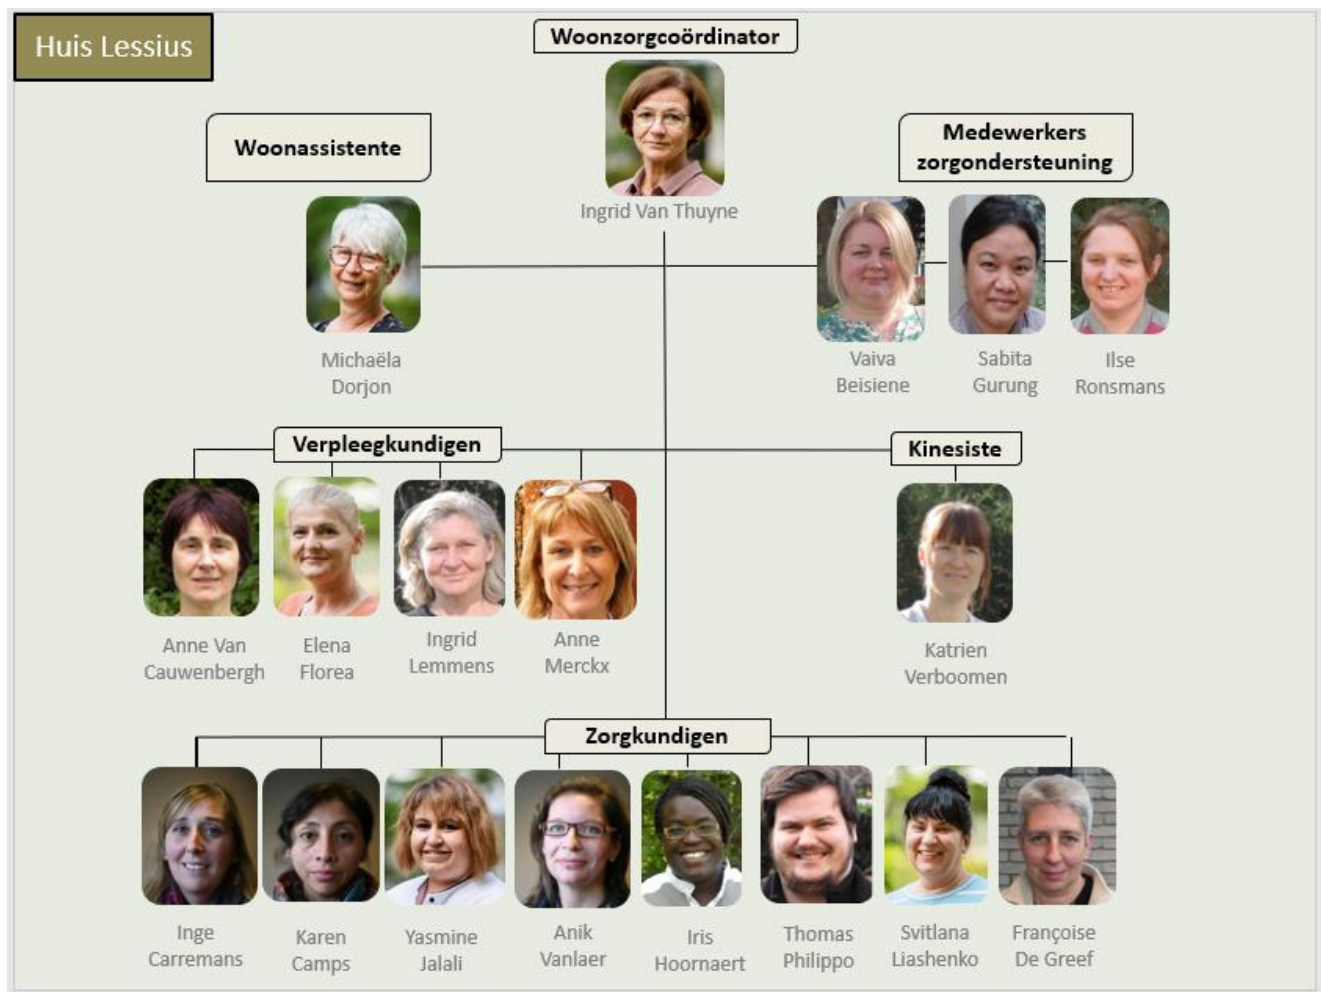 Huis Lessius
Woonzorgcoördinator
Ingrid Van Thuyne
Woonassistente
Michaëla
Dorjon
Medewerkers
zorgondersteuning
Vaiva
Beisiene
Sabita
Gurung
Ilse
Ronsmans
Verpleegkundigen
Anne Van
Cauwenbergh
Elena
Florea
Ingrid
Lemmens
Anne
Merckx
Kinesiste
Katrien
Verboomen
Zorgkundigen
Inge
Carremans
Karen
Camps
Yasmine
Jalali
Anik
Vanlaer
Iris
Hoornaert
Thomas
Philippo
Svitlana
Liashenko
Françoise
De Greef